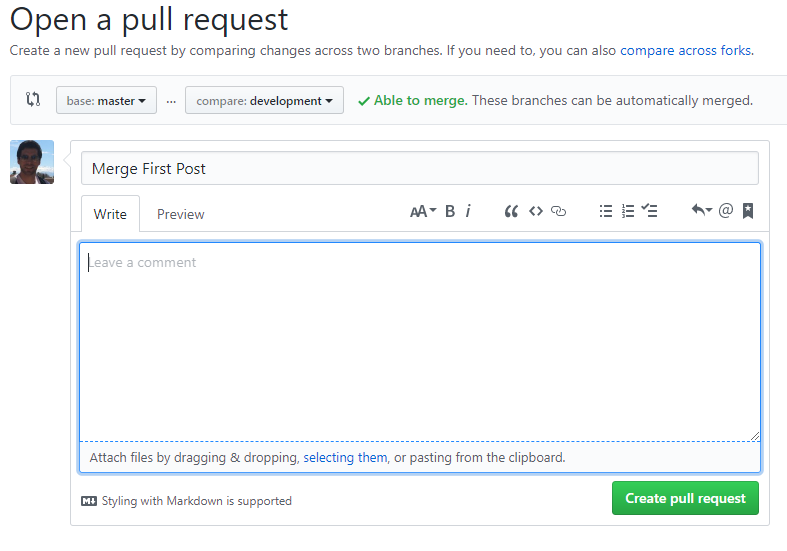 Open a pull request
Create a new pull request by comparing changes across two branches. If you need to, you can also compare across forks.
base: master ... compare: development Able to merge. These branches can be automatically merged.
Merge First Post
Write Preview AA B i @
Leave a comment
Attach files by dragging & dropping, selecting them, or pasting from the clipboard.
Styling with Markdown is supported Create pull request